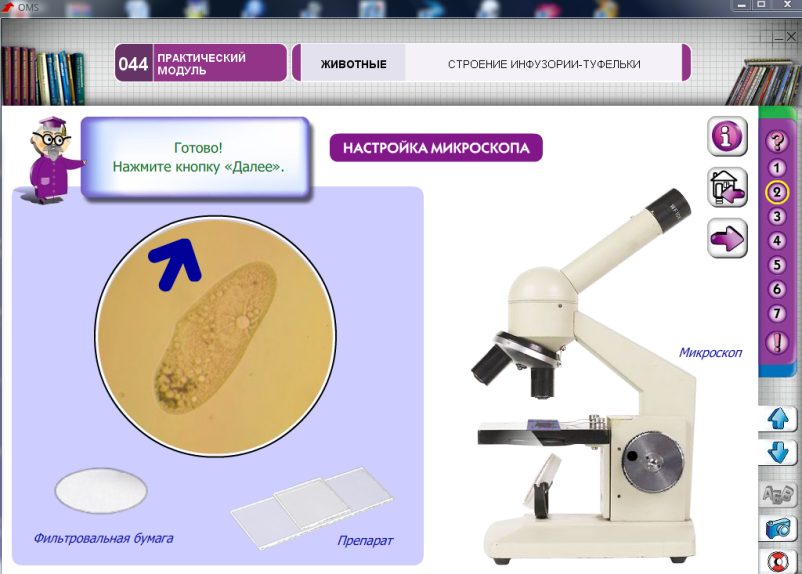 OMS
044
ПРАКТИЧЕСКИЙ
МОДУЛЬ
ЖИВОТНЫЕ
СТРОЕНИЕ ИНФУЗОРИИ-ТУФЕЛЬКИ
Готово!
Нажмите кнопку «Далее».
НАСТРОЙКА МИКРОСКОПА
i
?
1
2
3
4
5
6
7
!
Микроскоп
Фильтровальная бумага
Препарат
АБВ